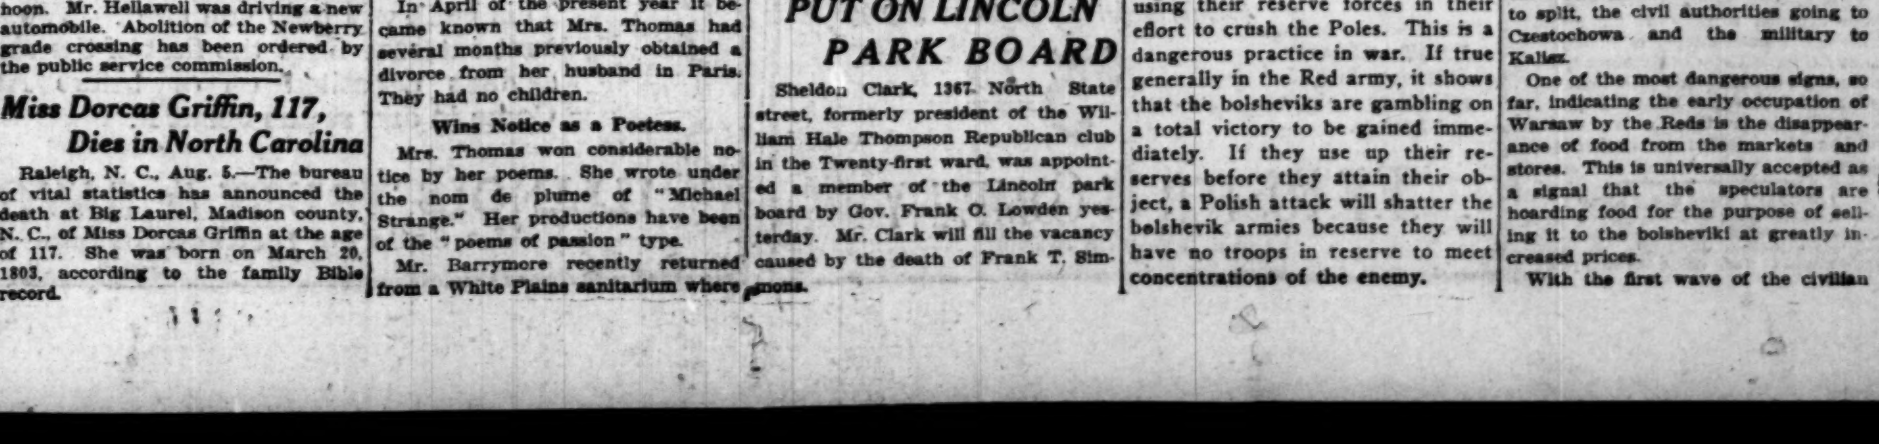 noon. Mr. Hellawell was driving a new
automobile. Abolition of the Newberry
grade crossing has been ordered by
the public service commission.
Miss Dorcas Griffin, 117,
Dies in North Carolina
Raleigh, N. C., Aug. 5.—The bureau
of vital statistics has announced the
death at Big Laurel, Madison county,
N. C., of Miss Dorcas Griffin at the age
of 117. She was born on March 20,
1803, according to the family Bible
record.
In April of the present year it be-
came known that Mrs. Thomas had
several months previously obtained a
divorce from her husband in Paris.
They had no children.
Wins Notice as a Poetess.
Mrs. Thomas won considerable no-
tice by her poems. She wrote under
the nom de plume of "Michael
Strange." Her productions have been
of the "poems of passion" type.
Mr. Barrymore recently returned
from a White Plains sanitarium where
PUT ON LINCOLN
PARK BOARD
Sheldon Clark, 1367 North State
street, formerly president of the Wil-
liam Hale Thompson Republican club
in the Twenty-first ward, was appoint-
ed a member of the Lincoln park
board by Gov. Frank O. Lowden yes-
terday. Mr. Clark will fill the vacancy
caused by the death of Frank T. Sim-
mons.
using their reserve forces in their
effort to crush the Poles. This is a
dangerous practice in war. If true
generally in the Red army, it shows
that the bolsheviks are gambling on
a total victory to be gained imme-
diately. If they use up their re-
serves before they attain their ob-
ject, a Polish attack will shatter the
bolshevik armies because they will
have no troops in reserve to meet
concentrations of the enemy.
to split, the civil authorities going to
Czestochowa and the military to
Kalisz.
One of the most dangerous signs, so
far, indicating the early occupation of
Warsaw by the Reds is the disappear-
ance of food from the markets and
stores. This is universally accepted as
a signal that the speculators are
hoarding food for the purpose of sell-
ing it to the bolsheviki at greatly in-
creased prices.
With the first wave of the civilian